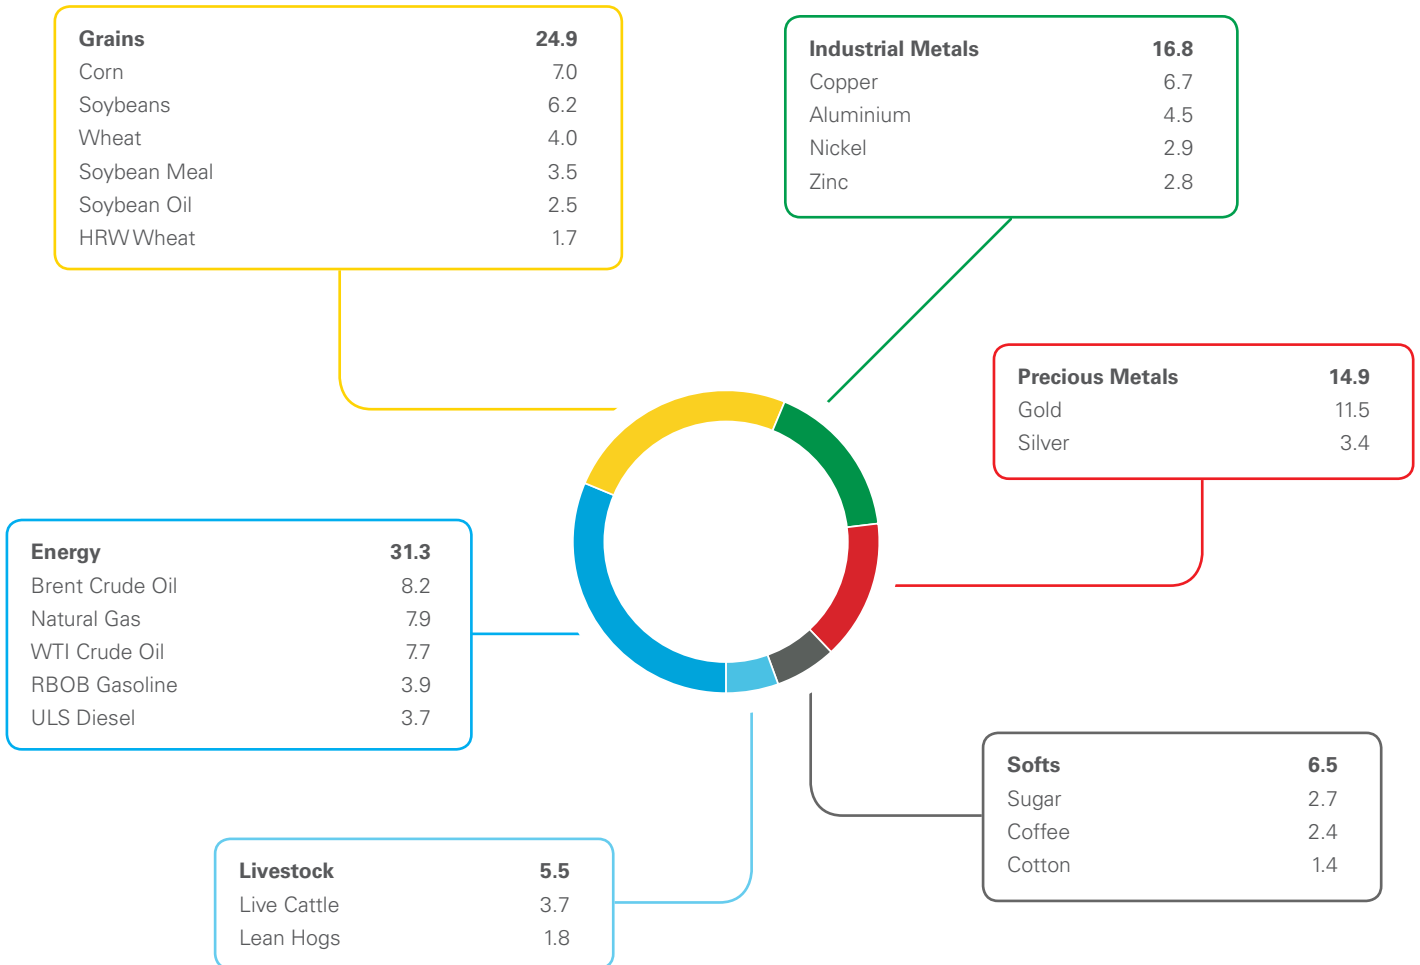 Grains 24.9
Corn 7.0
Soybeans 6.2
Wheat 4.0
Soybean Meal 3.5
Soybean Oil 2.5
HRW Wheat 1.7
Industrial Metals 16.8
Copper 6.7
Aluminium 4.5
Nickel 2.9
Zinc 2.8
Precious Metals 14.9
Gold 11.5
Silver 3.4
Energy 31.3
Brent Crude Oil 8.2
Natural Gas 7.9
WTI Crude Oil 7.7
RBOB Gasoline 3.9
ULS Diesel 3.7
Softs 6.5
Sugar 2.7
Coffee 2.4
Cotton 1.4
Livestock 5.5
Live Cattle 3.7
Lean Hogs 1.8